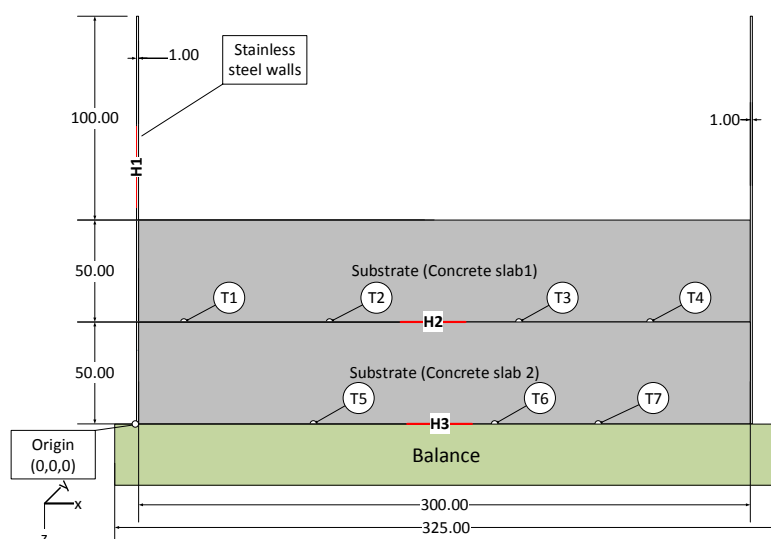 Stainless
steel walls
1.00
100.00
1.00
H1
50.00
Substrate (Concrete slab1)
T1
T2
T3
T4
H2
50.00
Substrate (Concrete slab 2)
T5
T6
T7
H3
Origin
(0,0,0)
Balance
x
y
z
300.00
325.00